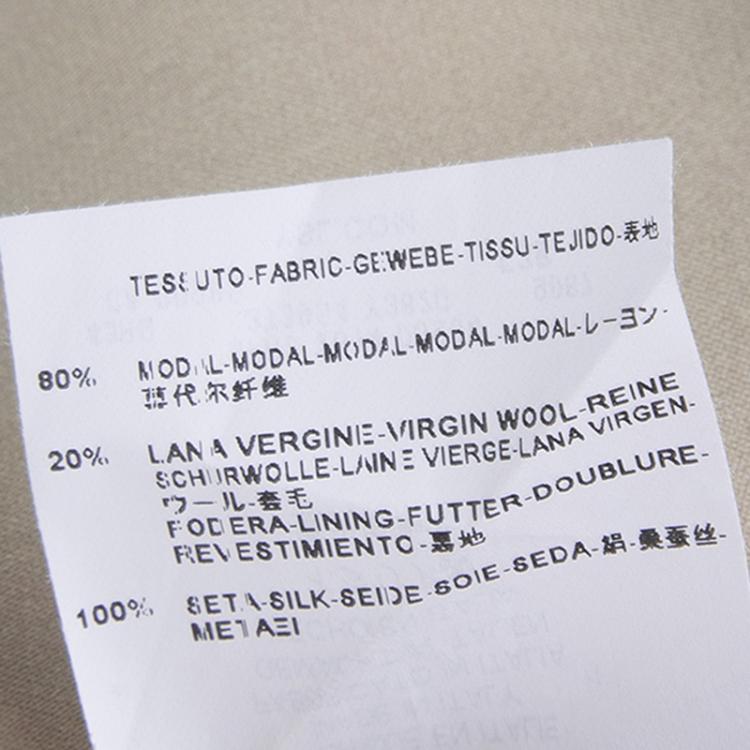 TESSUTO-FABRIC-GEWEBE-TISSU-TEJIDO-表地
80% MODAL-MODAL-MODAL-MODAL-MODAL-レーヨン-
莫代尔纤维
20% LANA VERGINE-VIRGIN WOOL-REINE
SCHURWOLLE-LAINE VIERGE-LANA VIRGEN-
ウール-套毛
FODERA-LINING-FUTTER-DOUBLURE-
REVESTIMIENTO-裏地
100% SETA-SILK-SEIDE-SOIE-SEDA-絹-桑蚕丝-
METAΞI